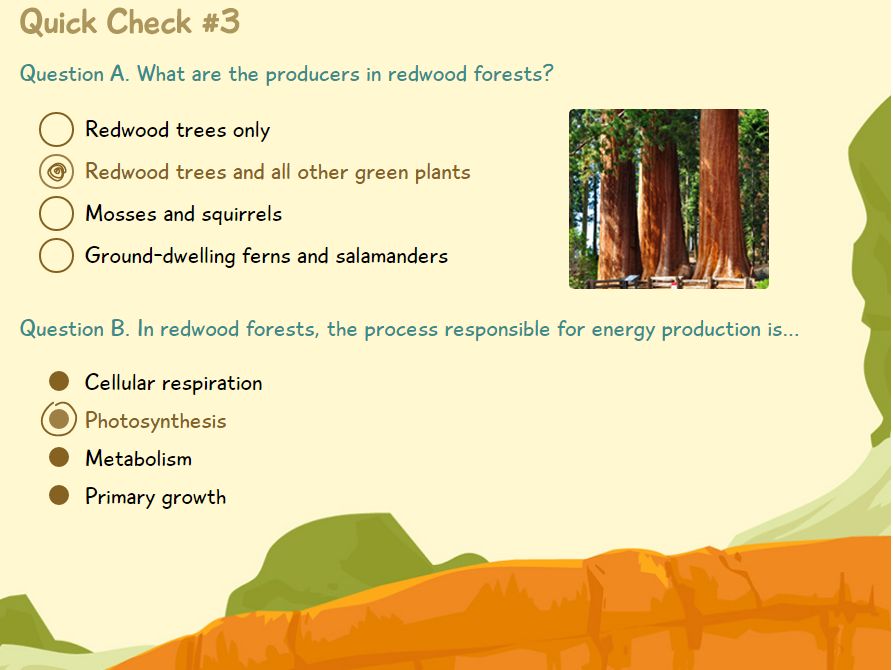 Quick Check #3
Question A. What are the producers in redwood forests?
Redwood trees only
Redwood trees and all other green plants
Mosses and squirrels
Ground-dwelling ferns and salamanders
Question B. In redwood forests, the process responsible for energy production is...
Cellular respiration
Photosynthesis
Metabolism
Primary growth